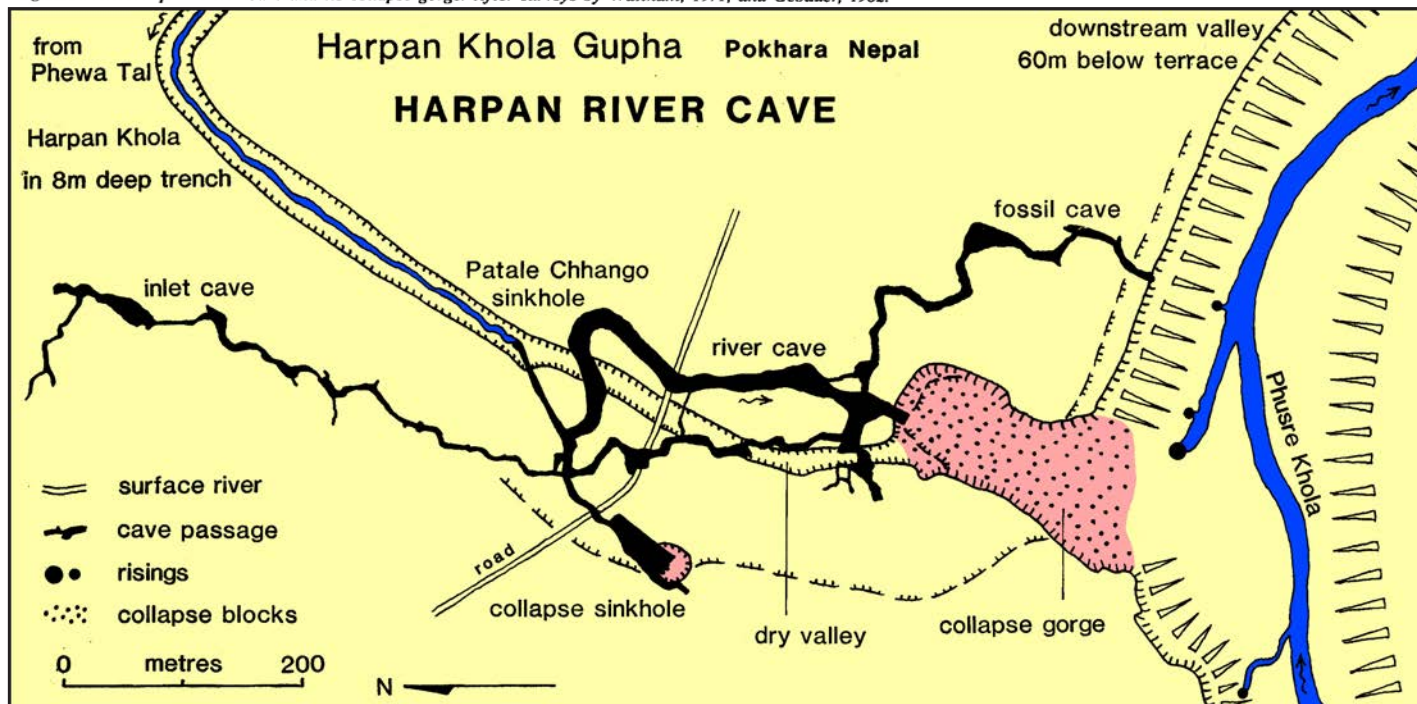 Harpan Khola Gupha Pokhara Nepal
HARPAN RIVER CAVE
from
Phewa Tal
Harpan Khola
in 8m deep trench
downstream valley
60m below terrace
fossil cave
Patale Chhango
sinkhole
inlet cave
river cave
Phusre Khola
surface river
cave passage
risings
collapse blocks
0 metres 200
N
road
collapse sinkhole
dry valley
collapse gorge